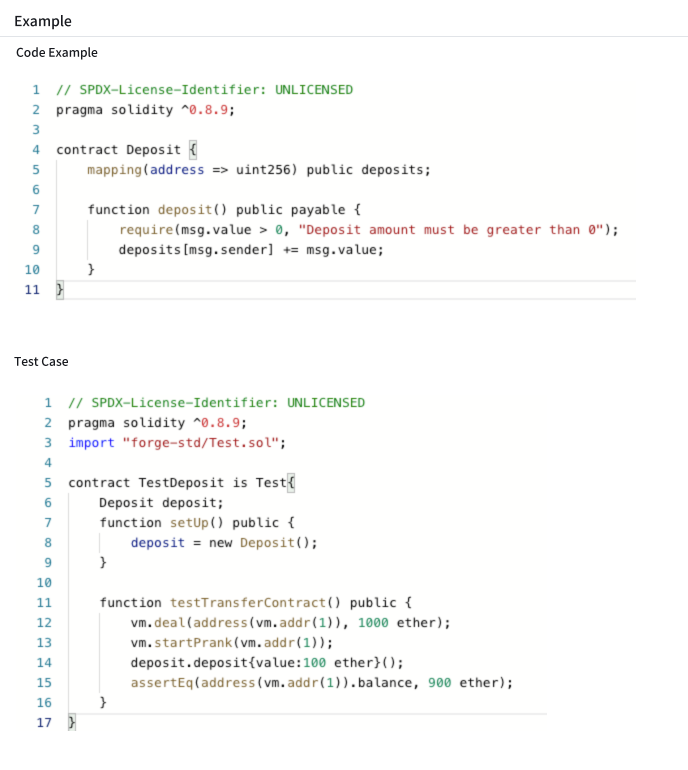 Example
Code Example
1 // SPDX-License-Identifier: UNLICENSED
2 pragma solidity ^0.8.9;
3
4 contract Deposit {
5 mapping(address => uint256) public deposits;
6
7 function deposit() public payable {
8 require(msg.value > 0, "Deposit amount must be greater than 0");
9 deposits[msg.sender] += msg.value;
10 }
11 }
Test Case
1 // SPDX-License-Identifier: UNLICENSED
2 pragma solidity ^0.8.9;
3 import "forge-std/Test.sol";
4
5 contract TestDeposit is Test{
6 Deposit deposit;
7 function setUp() public {
8 deposit = new Deposit();
9 }
10
11 function testTransferContract() public {
12 vm.deal(address(vm.addr(1)), 1000 ether);
13 vm.startPrank(vm.addr(1));
14 deposit.deposit{value:100 ether}();
15 assertEq(address(vm.addr(1)).balance, 900 ether);
16 }
17 }